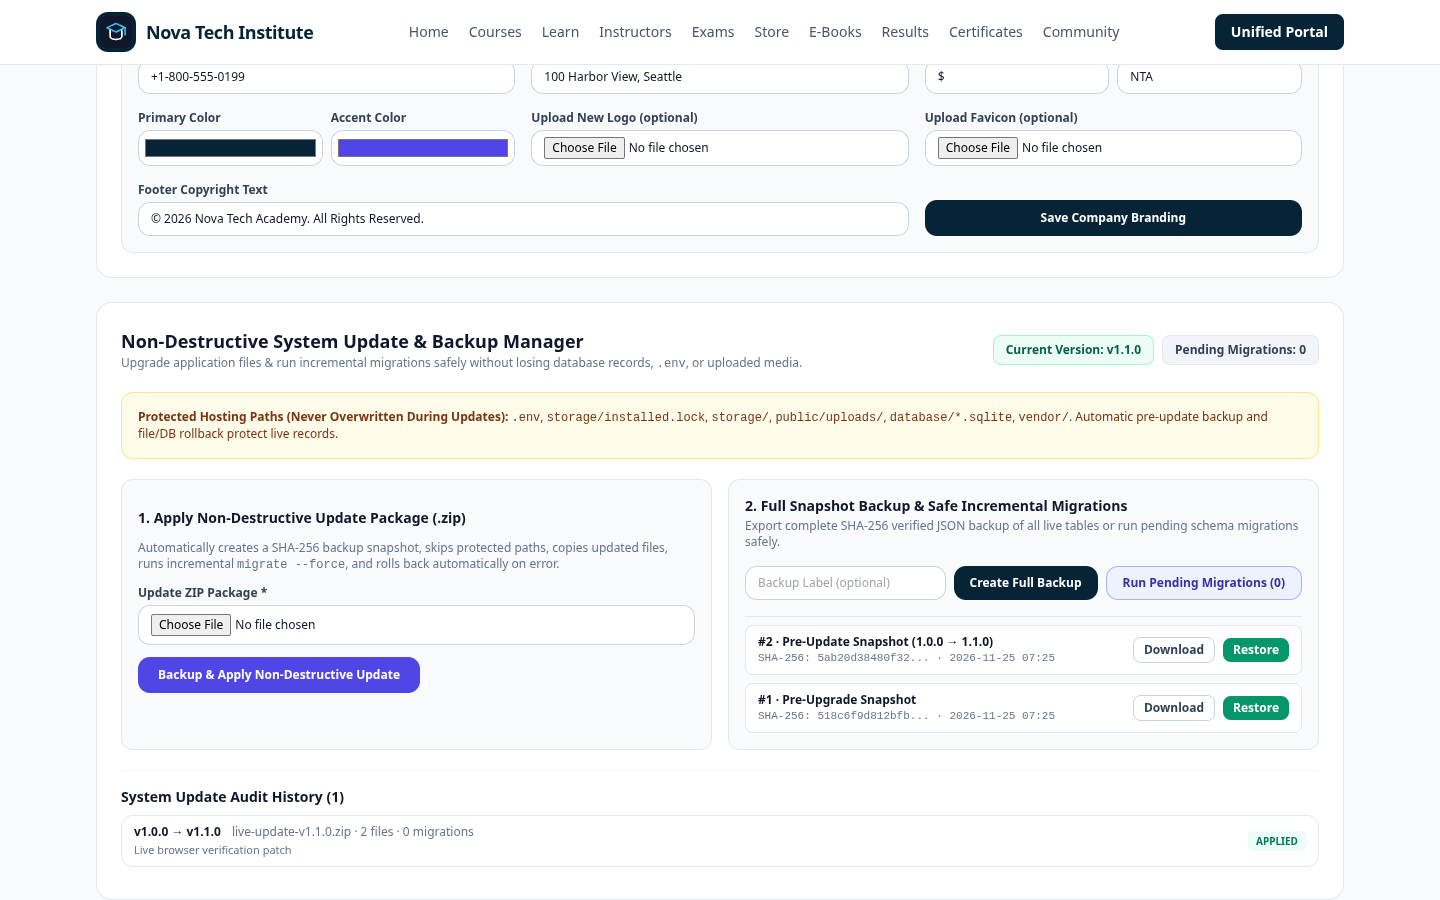 Nova Tech Institute
Home Courses Learn Instructors Exams Store E-Books Results Certificates Community
Unified Portal
+1-800-555-0199
100 Harbor View, Seattle
$
NTA
Primary Color
Accent Color
Upload New Logo (optional)
Upload Favicon (optional)
Choose File No file chosen
Choose File No file chosen
Footer Copyright Text
© 2026 Nova Tech Academy. All Rights Reserved.
Save Company Branding
Non-Destructive System Update & Backup Manager
Upgrade application files & run incremental migrations safely without losing database records, .env, or uploaded media.
Current Version: v1.1.0
Pending Migrations: 0
Protected Hosting Paths (Never Overwritten During Updates): .env, storage/installed.lock, storage/, public/uploads/, database/*.sqlite, vendor/. Automatic pre-update backup and
file/DB rollback protect live records.
1. Apply Non-Destructive Update Package (.zip)
Automatically creates a SHA-256 backup snapshot, skips protected paths, copies updated files,
runs incremental migrate --force, and rolls back automatically on error.
Update ZIP Package *
Choose File No file chosen
Backup & Apply Non-Destructive Update
2. Full Snapshot Backup & Safe Incremental Migrations
Export complete SHA-256 verified JSON backup of all live tables or run pending schema migrations
safely.
Backup Label (optional)
Create Full Backup
Run Pending Migrations (0)
#2 · Pre-Update Snapshot (1.0.0 → 1.1.0)
SHA-256: 5ab20d38480f32... · 2026-11-25 07:25
Download
Restore
#1 · Pre-Upgrade Snapshot
SHA-256: 518c6f9d812bfb... · 2026-11-25 07:25
Download
Restore
System Update Audit History (1)
v1.0.0 → v1.1.0 live-update-v1.1.0.zip · 2 files · 0 migrations
Live browser verification patch
APPLIED